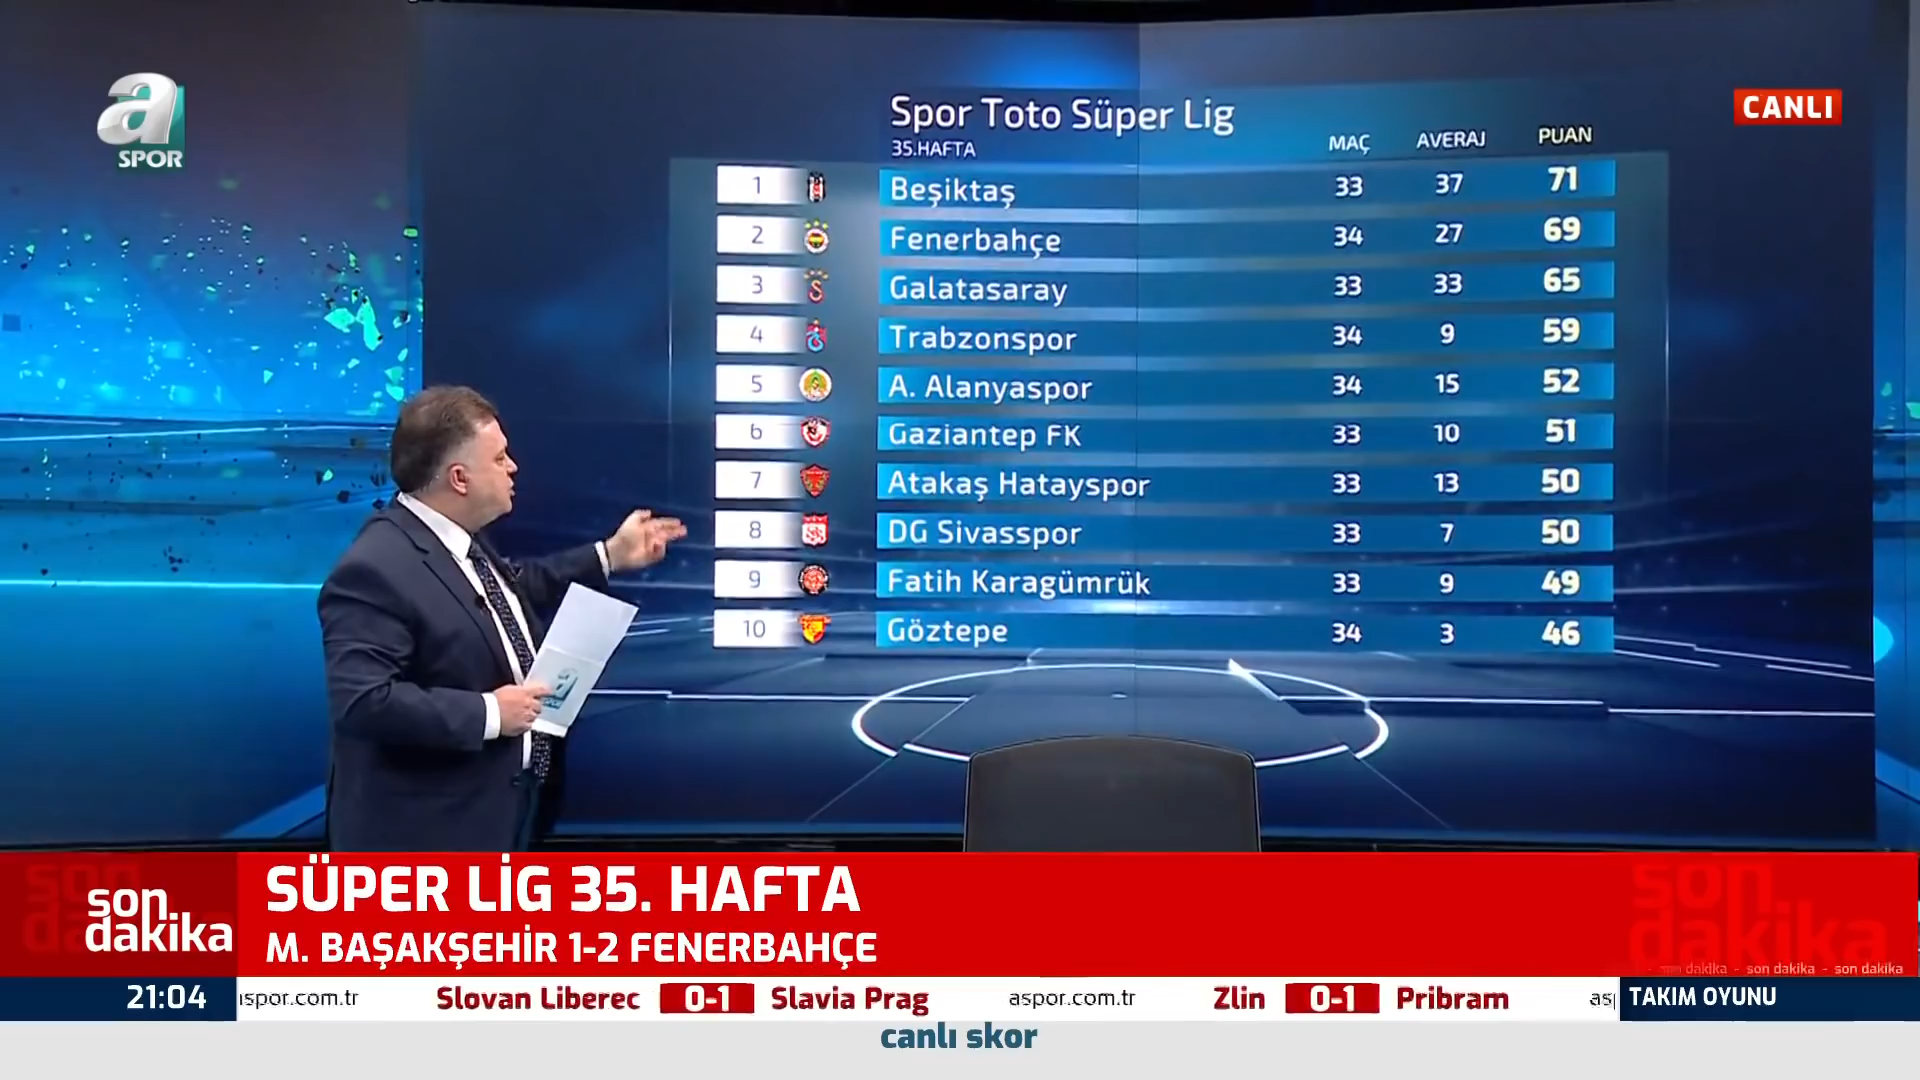 a
SPOR
CANLI
Spor Toto Süper Lig
35.HAFTA
MAÇ AVERAJ PUAN
1 Beşiktaş 33 37 71
2 Fenerbahçe 34 27 69
3 Galatasaray 33 33 65
4 Trabzonspor 34 9 59
5 A. Alanyaspor 34 15 52
6 Gaziantep FK 33 10 51
7 Atakaş Hatayspor 33 13 50
8 DG Sivasspor 33 7 50
9 Fatih Karagümrük 33 9 49
10 Göztepe 34 3 46
a
SPOR
son
dakika
SÜPER LİG 35. HAFTA
M. BAŞAKŞEHİR 1-2 FENERBAHÇE
son
dakika
son dakika - son dakika - son dakika
21:04 ıspor.com.tr Slovan Liberec 0-1 Slavia Prag aspor.com.tr Zlin 0-1 Pribram as TAKIM OYUNU
canlı skor